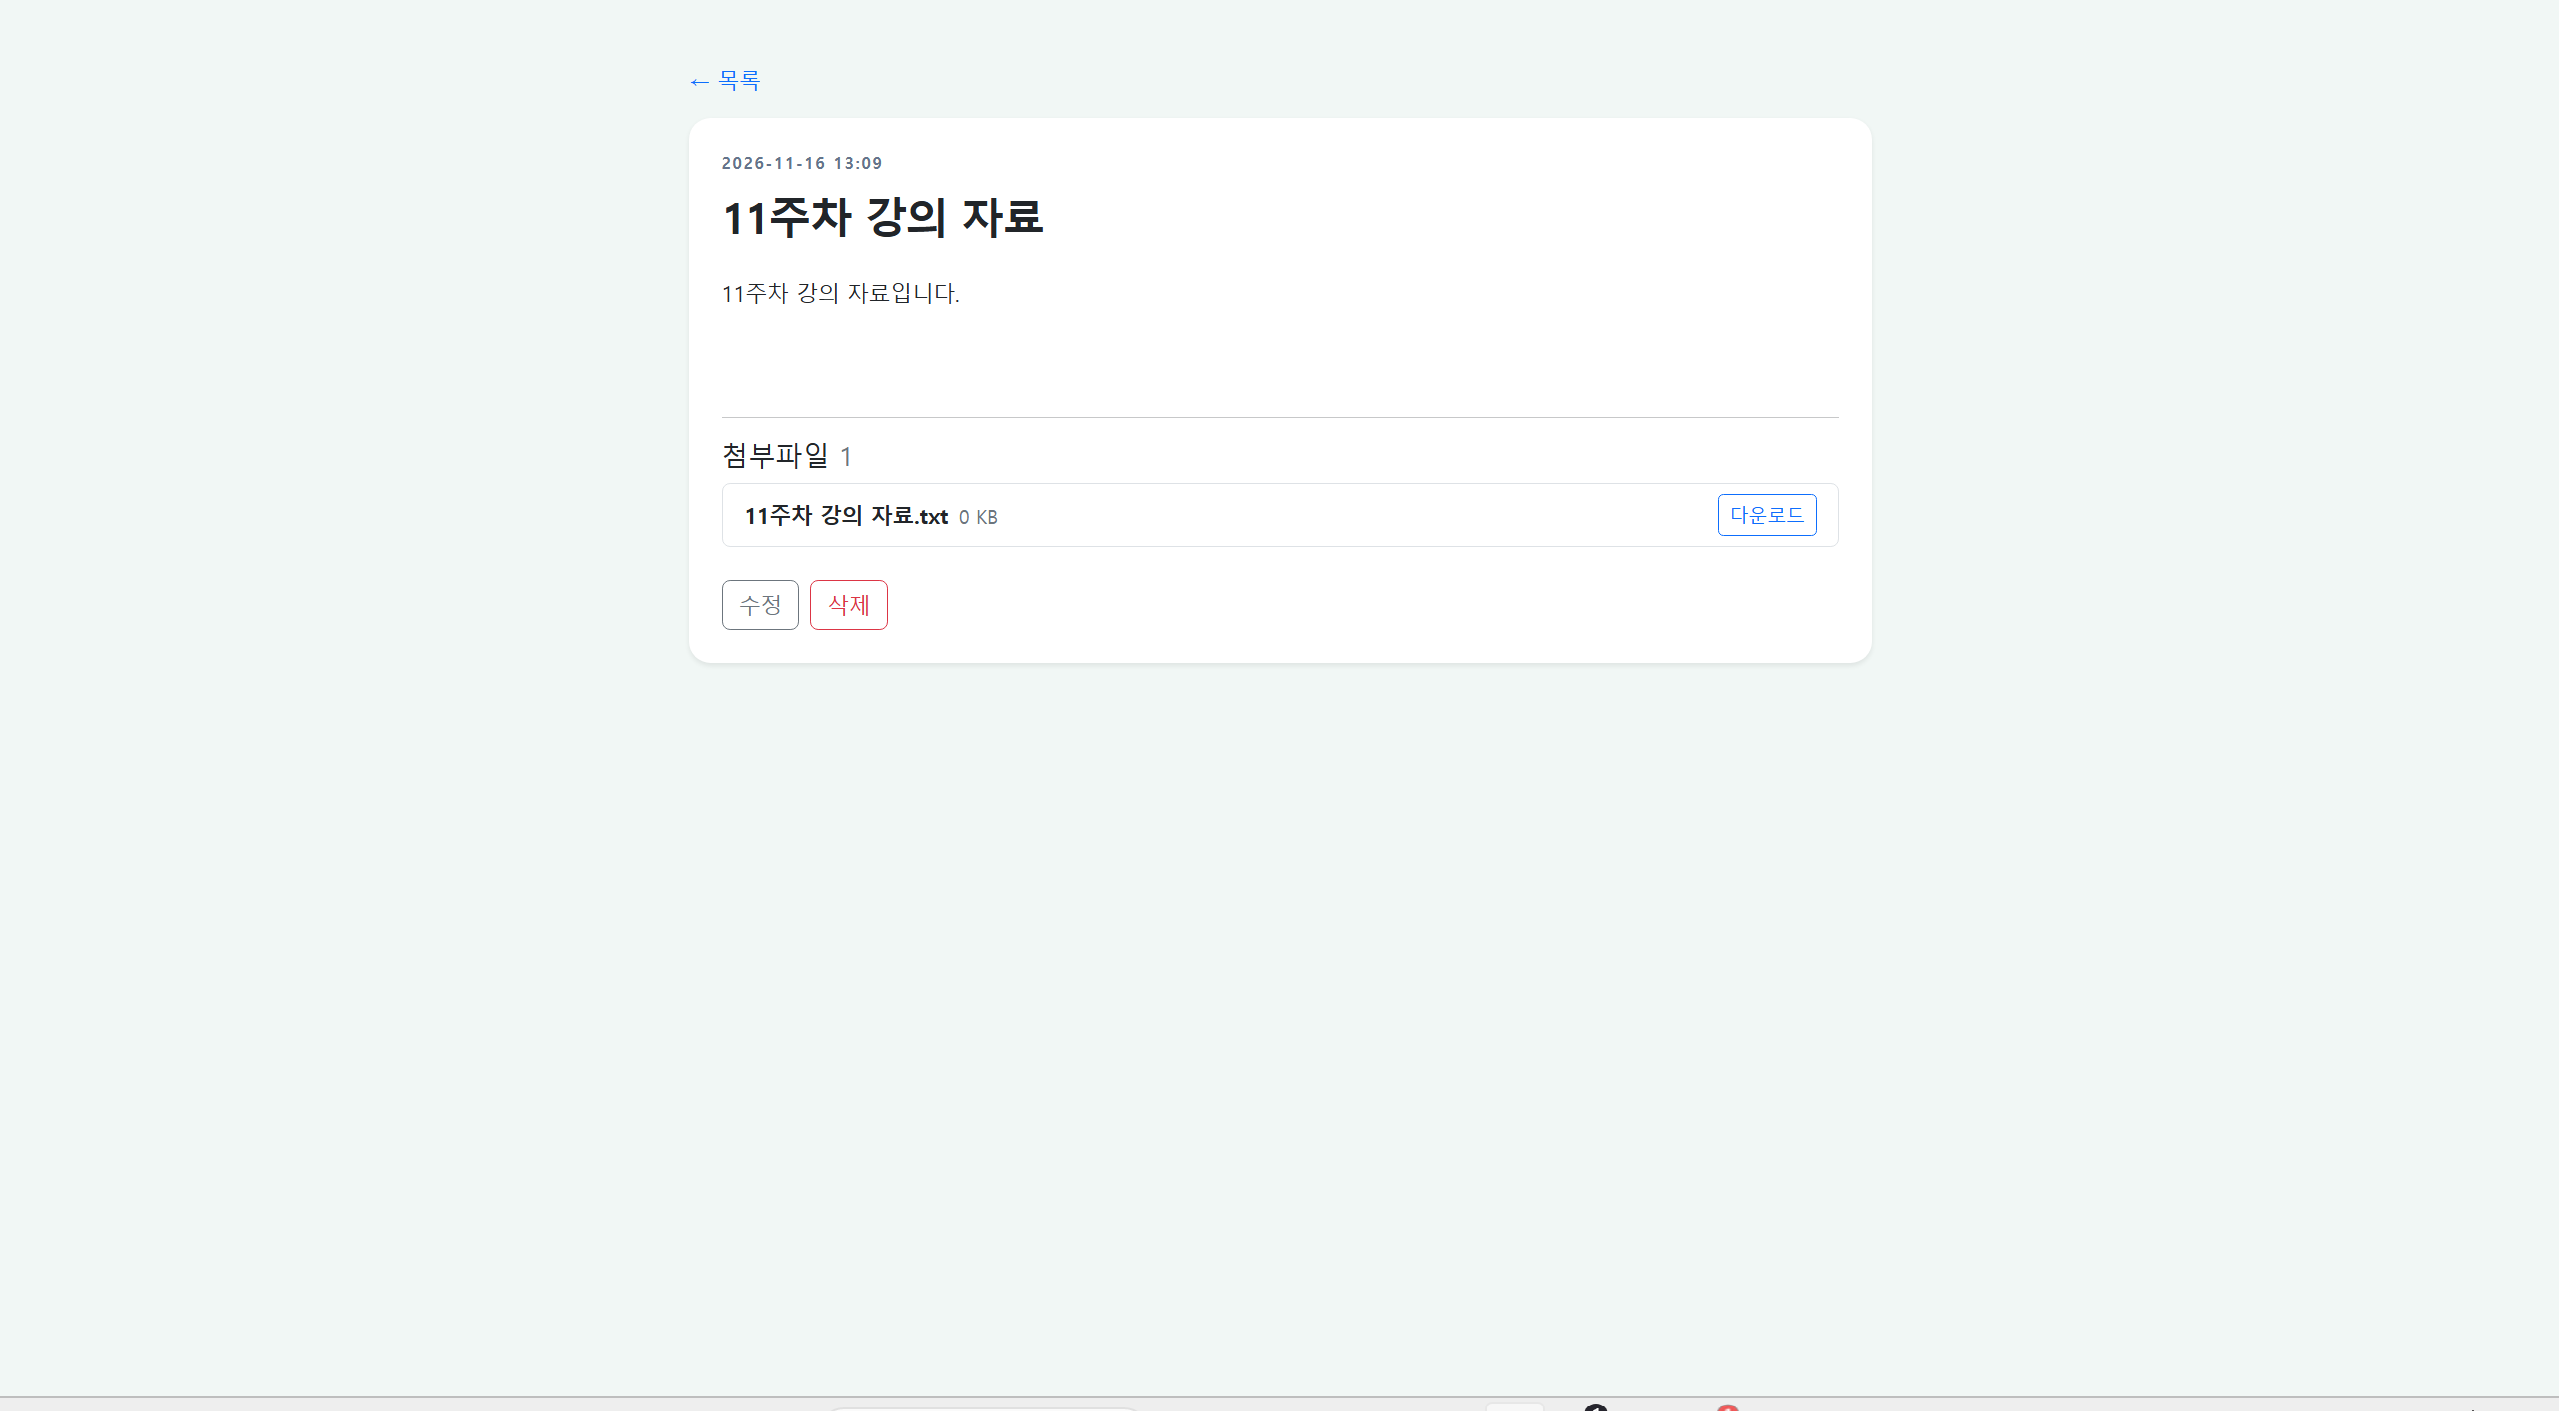 ← 목록
2026-11-16 13:09
11주차 강의 자료
11주차 강의 자료입니다.
첨부파일 1
11주차 강의 자료.txt 0 KB 다운로드
수정 삭제